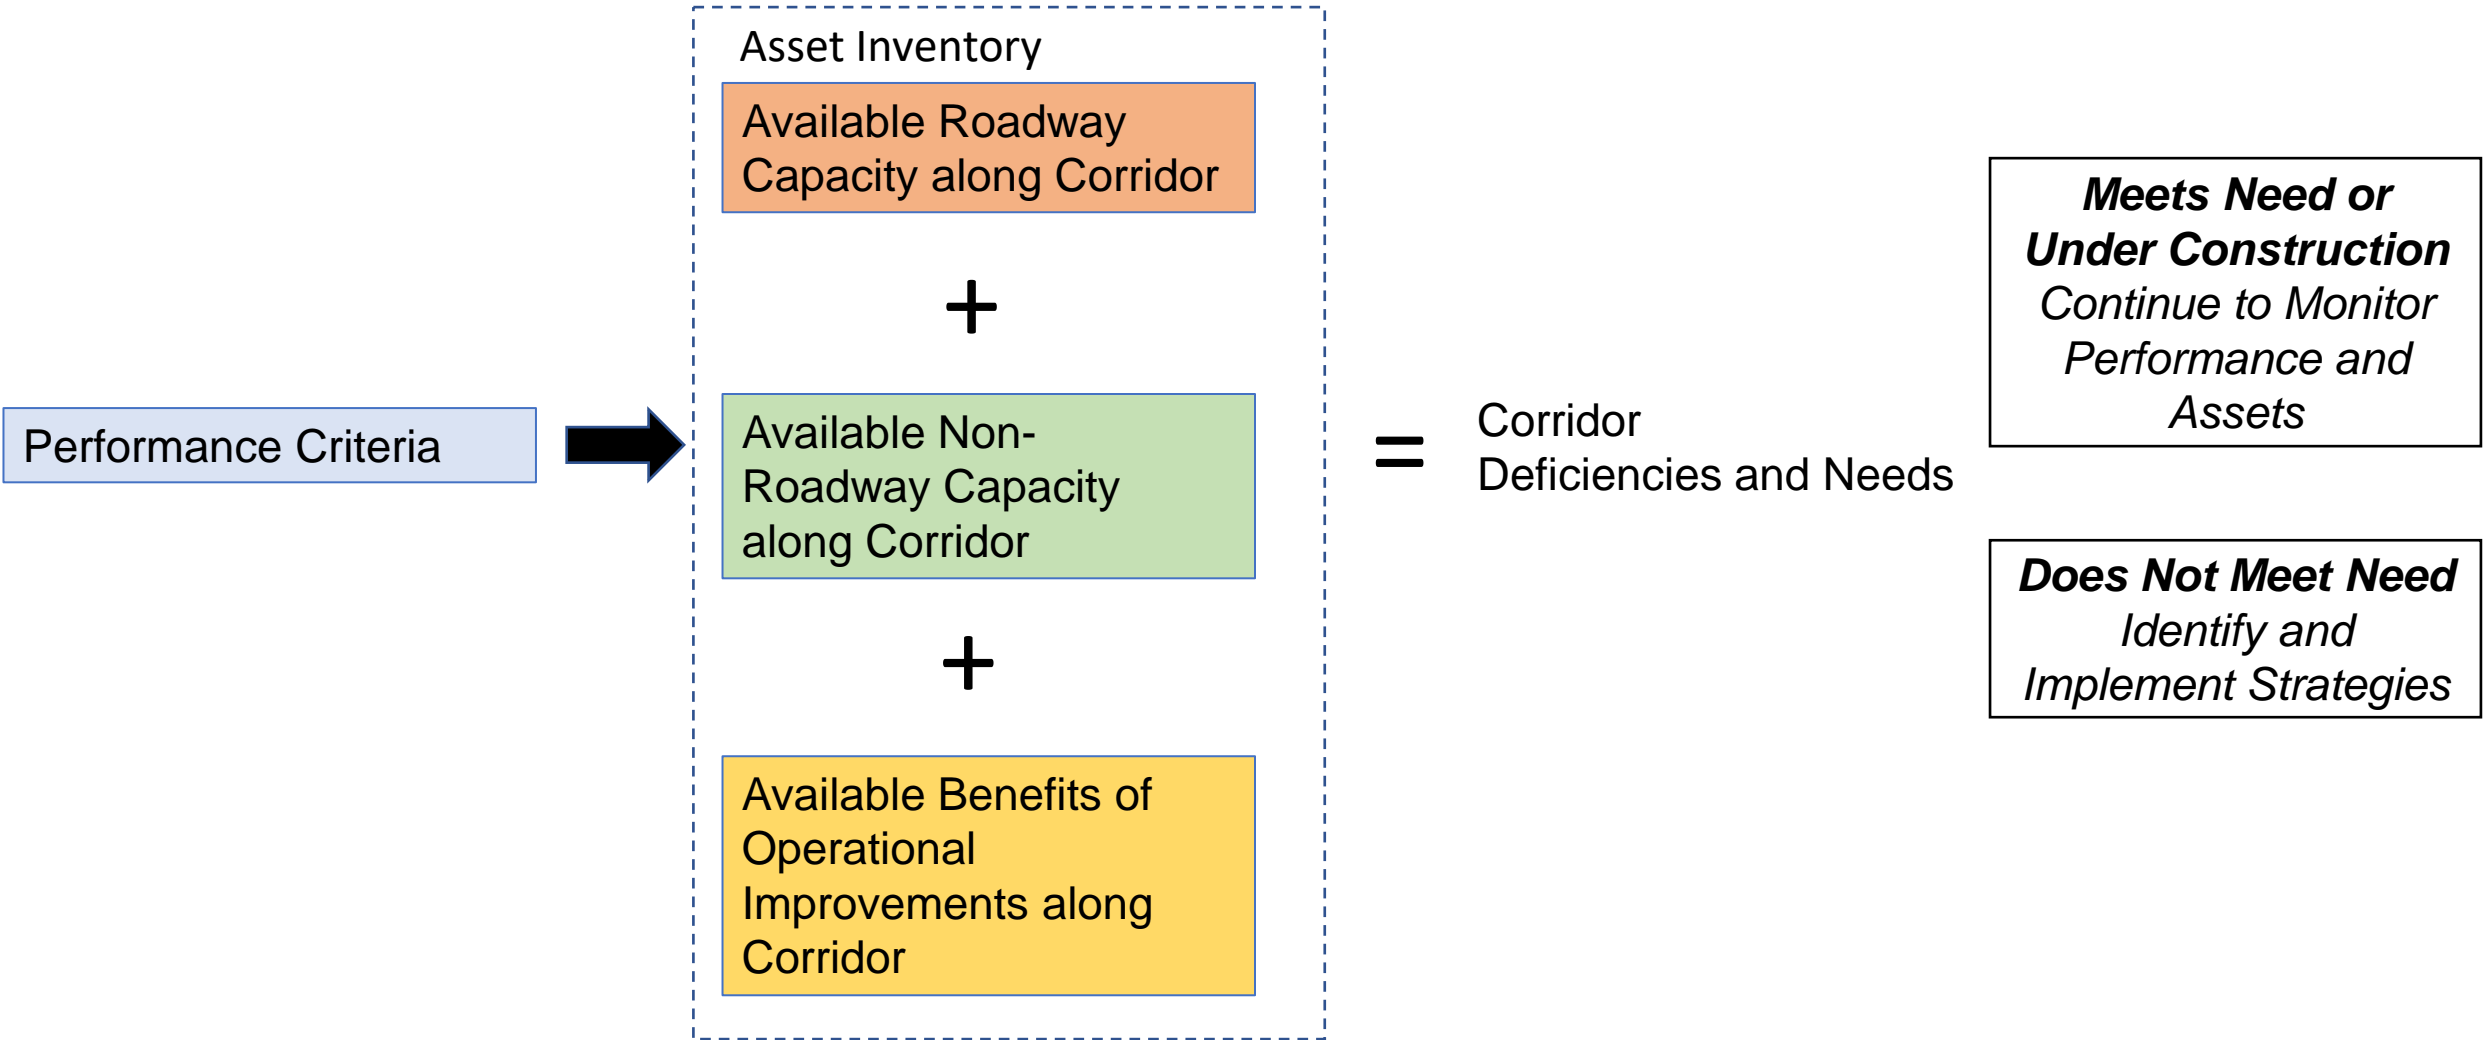 Performance Criteria
Asset Inventory
Available Roadway
Capacity along Corridor
+
Available Non-
Roadway Capacity
along Corridor
+
Available Benefits of
Operational
Improvements along
Corridor
=
Corridor
Deficiencies and Needs
Meets Need or
Under Construction
Continue to Monitor
Performance and
Assets
Does Not Meet Need
Identify and
Implement Strategies